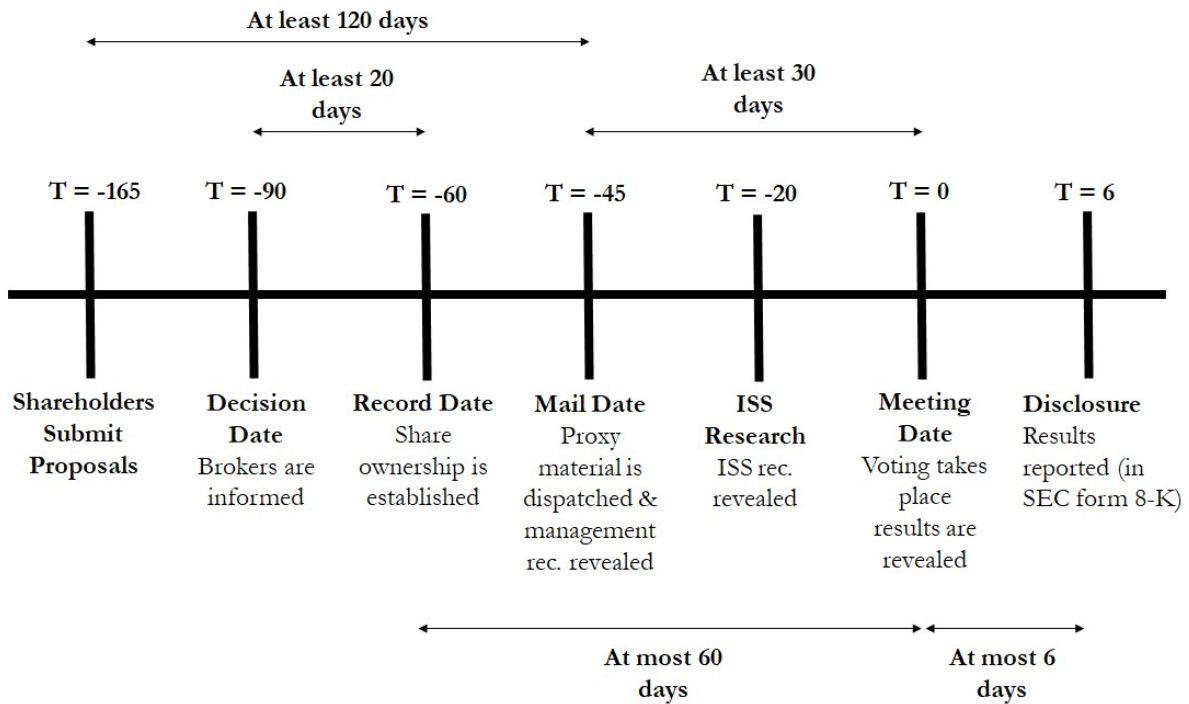 At least 120 days
At least 20
days
At least 30
days
T = -165
T = -90
T = -60
T = -45
T = -20
T = 0
T = 6
Shareholders
Submit
Proposals
Decision
Date
Brokers are
informed
Record Date
Share
ownership is
established
Mail Date
Proxy
material is
dispatched &
management
rec. revealed
ISS
Research
ISS rec.
revealed
Meeting
Date
Voting takes
place
results are
revealed
Disclosure
Results
reported (in
SEC form 8-K)
At most 60
days
At most 6
days